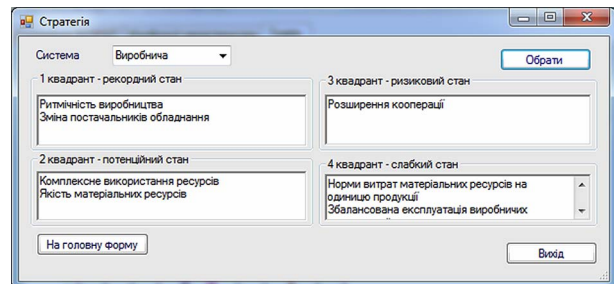 Стратегія
Система
Виробнича
Обрати
1 квадрант - рекордний стан
Ритмічність виробництва
Зміна постачальників обладнання
3 квадрант - ризиковий стан
Розширення кооперації
2 квадрант - потенційний стан
Комплексне використання ресурсів
Якість матеріальних ресурсів
4 квадрант - слабкий стан
Норми витрат матеріальних ресурсів на
одиницю продукції
Збалансована експлуатація виробничих
На головну форму
Вихід